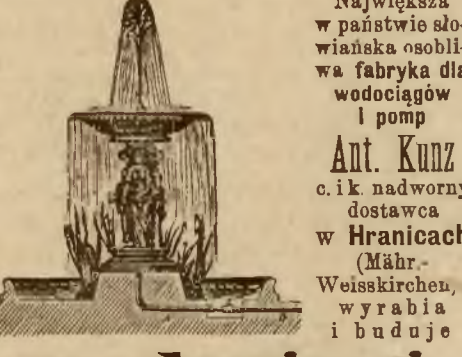 Największa
w państwie sło-
wiańska osobli-
wa fabryka dla
wodociągów
i pomp
Ant. Kunz
c. i k. nadworny
dostawca
w Hranicach
(Mähr.-
Weisskirchen,
wyrabia
i buduje